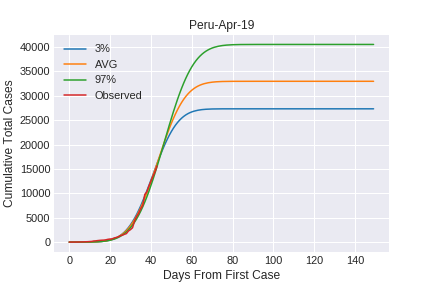 Peru-Apr-19
3%
AVG
97%
Observed
Cumulative Total Cases
40000
35000
30000
25000
20000
15000
10000
5000
0
0 20 40 60 80 100 120 140
Days From First Case